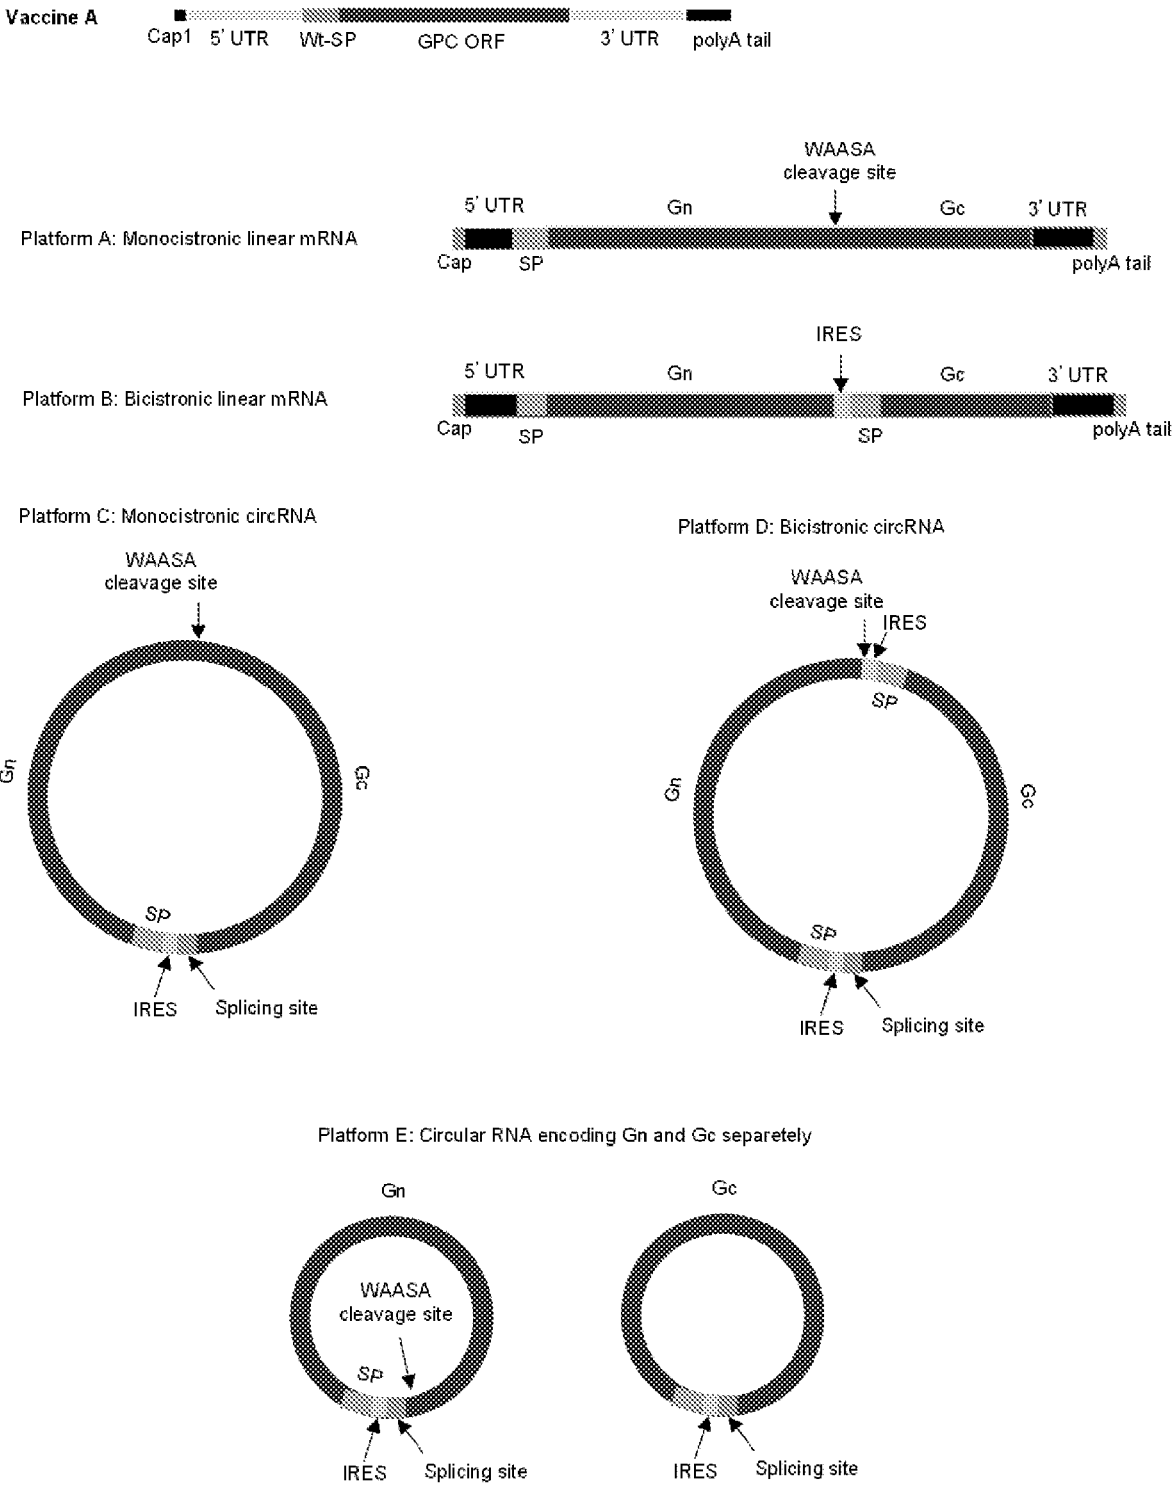 Vaccine A
Cap1 5' UTR Wt-SP GPC ORF 3' UTR polyA tail
WAASA
cleavage site
5' UTR Gn Gc 3' UTR
Platform A: Monocistronic linear mRNA
Cap SP polyA tail
IRES
5' UTR Gn Gc 3' UTR
Platform B: Bicistronic linear mRNA
Cap SP SP polyA tail
Platform C: Monocistronic circRNA
WAASA
cleavage site
Gn Gc
SP
IRES Splicing site
Platform D: Bicistronic circRNA
WAASA
cleavage site
IRES
SP
Gn Gc
SP
IRES Splicing site
Platform E: Circular RNA encoding Gn and Gc separetely
Gn
WAASA
cleavage site
SP
IRES Splicing site
Gc
IRES Splicing site